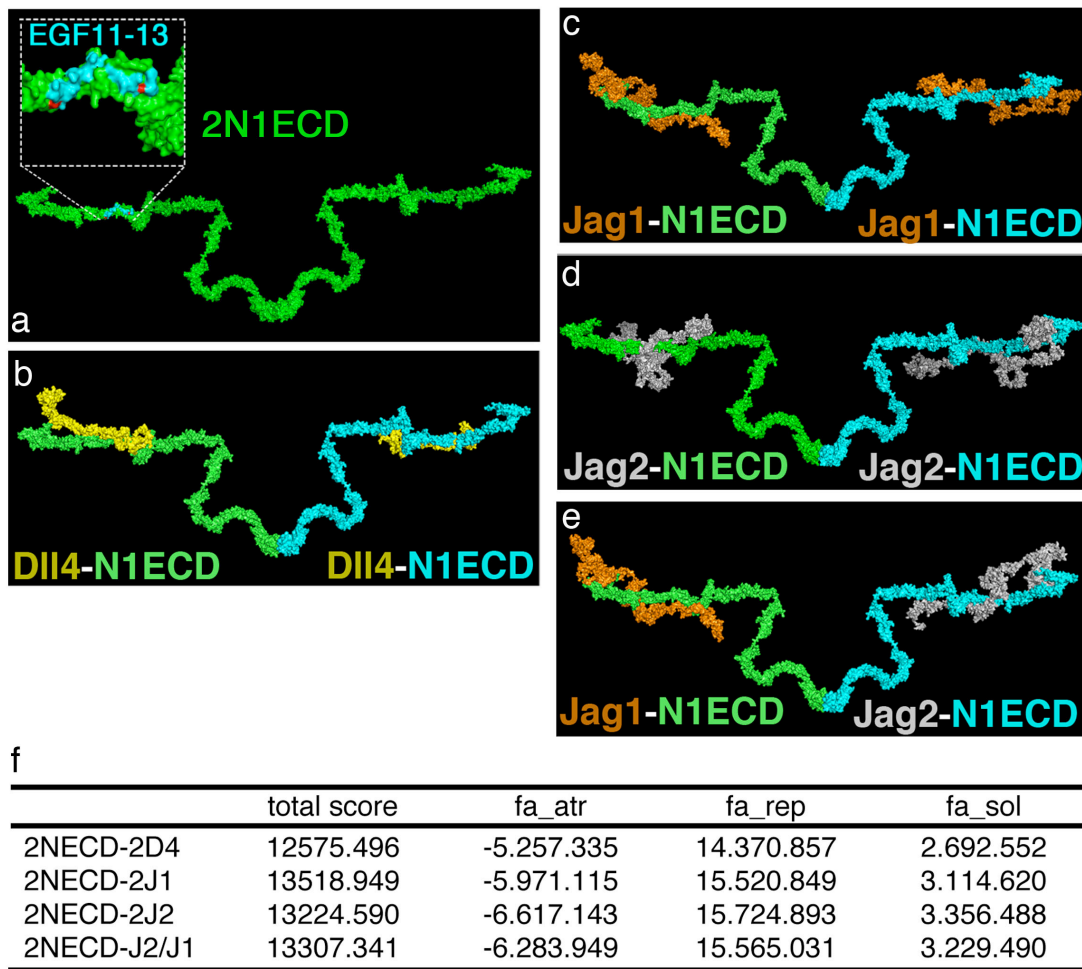 EGF11-13
2N1ECD
a
b
Dll4-N1ECD Dll4-N1ECD
c
Jag1-N1ECD Jag1-N1ECD
d
Jag2-N1ECD Jag2-N1ECD
e
Jag1-N1ECD Jag2-N1ECD
f
total score fa_atr fa_rep fa_sol
2NECD-2D4 12575.496 -5.257.335 14.370.857 2.692.552
2NECD-2J1 13518.949 -5.971.115 15.520.849 3.114.620
2NECD-2J2 13224.590 -6.617.143 15.724.893 3.356.488
2NECD-J2/J1 13307.341 -6.283.949 15.565.031 3.229.490